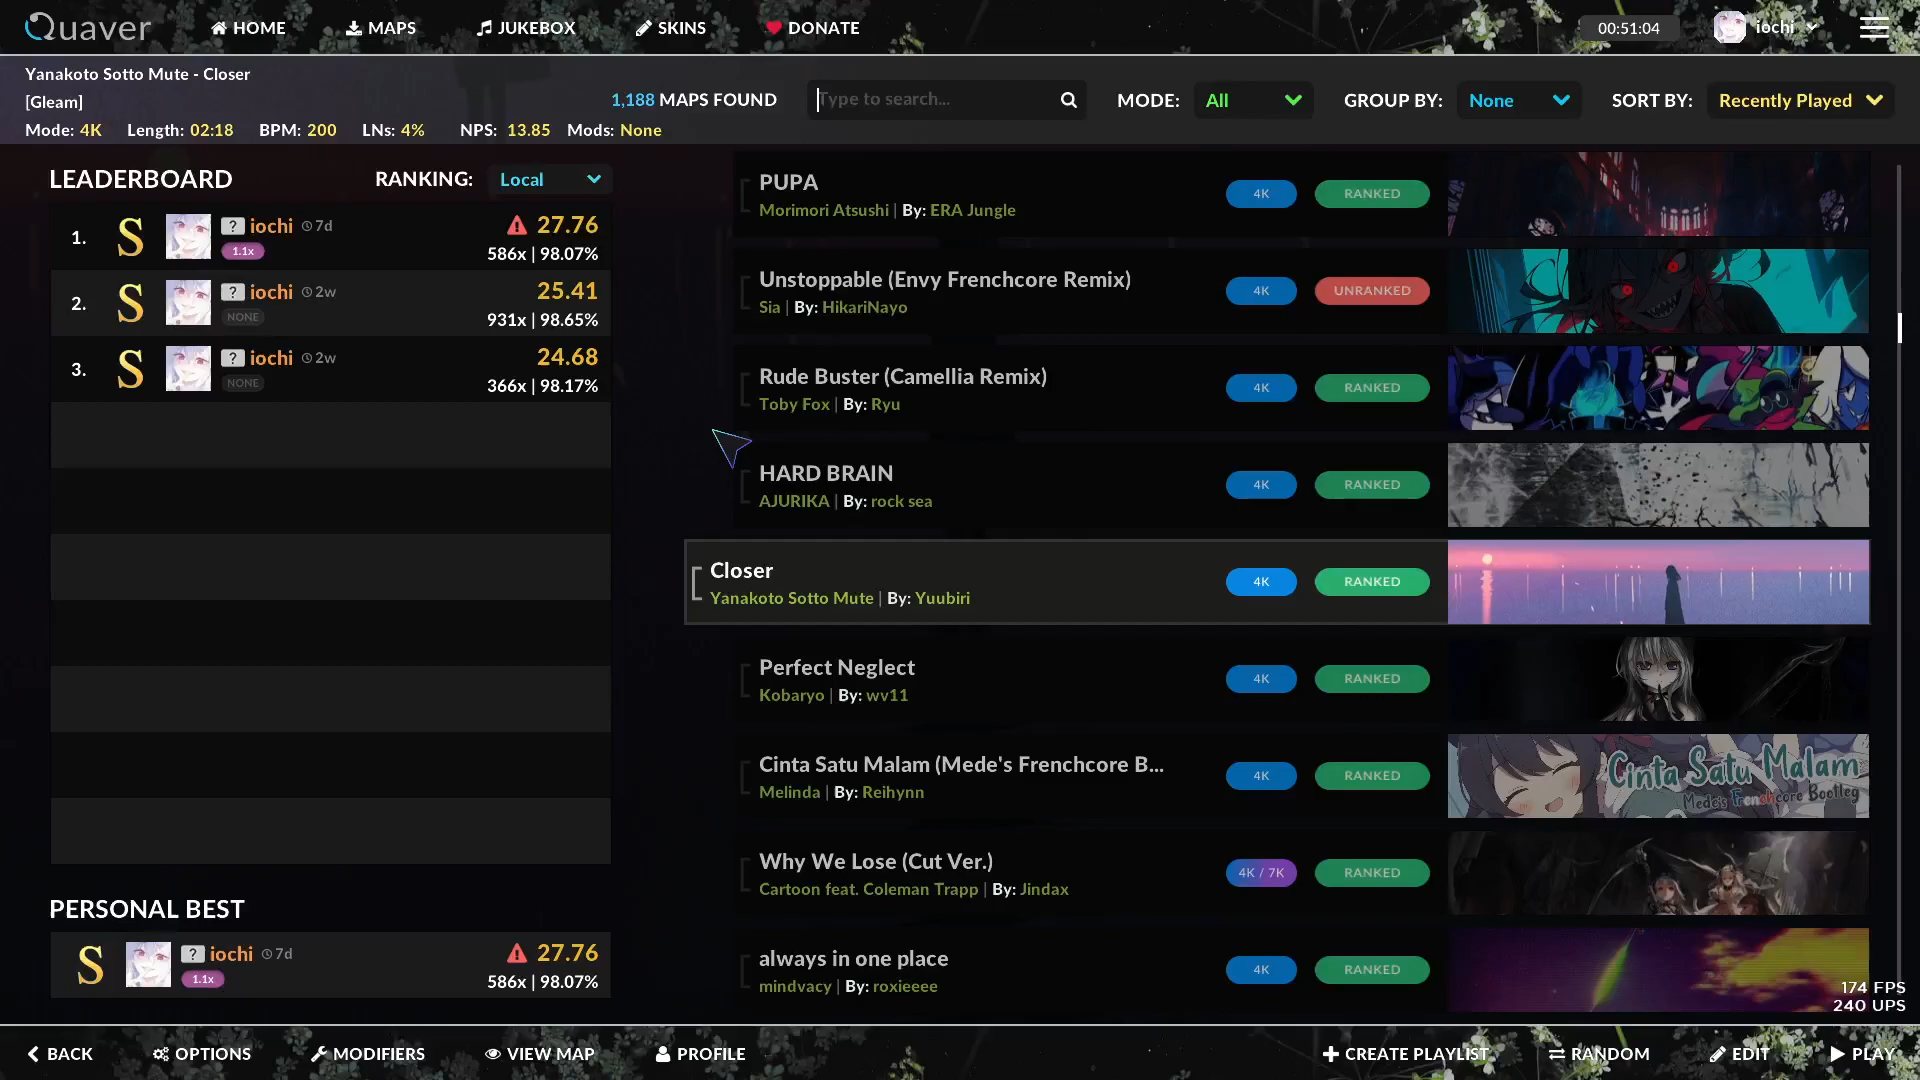 Quaver
HOME
MAPS
JUKEBOX
SKINS
DONATE
00:51:04
iochi
Yanakoto Sotto Mute - Closer
[Gleam]
Mode: 4K Length: 02:18 BPM: 200 LNs: 4% NPS: 13.85 Mods: None
1,188 MAPS FOUND
Type to search...
MODE: All
GROUP BY: None
SORT BY: Recently Played
LEADERBOARD
RANKING: Local
1. S ? iochi 7d 27.76
1.1x 586x | 98.07%
2. S ? iochi 2w 25.41
NONE 931x | 98.65%
3. S ? iochi 2w 24.68
NONE 366x | 98.17%
PERSONAL BEST
S ? iochi 7d 27.76
1.1x 586x | 98.07%
PUPA
Morimori Atsushi | By: ERA Jungle
4K RANKED
Unstoppable (Envy Frenchcore Remix)
Sia | By: HikariNayo
4K UNRANKED
Rude Buster (Camellia Remix)
Toby Fox | By: Ryu
4K RANKED
HARD BRAIN
AJURIKA | By: rock sea
4K RANKED
Closer
Yanakoto Sotto Mute | By: Yuubiri
4K RANKED
Perfect Neglect
Kobaryo | By: wv11
4K RANKED
Cinta Satu Malam (Mede's Frenchcore B...
Melinda | By: Reihynn
4K RANKED
Cinta Satu Malam
Mede's Frenchcore Bootleg
Why We Lose (Cut Ver.)
Cartoon feat. Coleman Trapp | By: Jindax
4K / 7K RANKED
always in one place
mindvacy | By: roxieeee
4K RANKED
174 FPS
240 UPS
BACK
OPTIONS
MODIFIERS
VIEW MAP
PROFILE
CREATE PLAYLIST
RANDOM
EDIT
PLAY